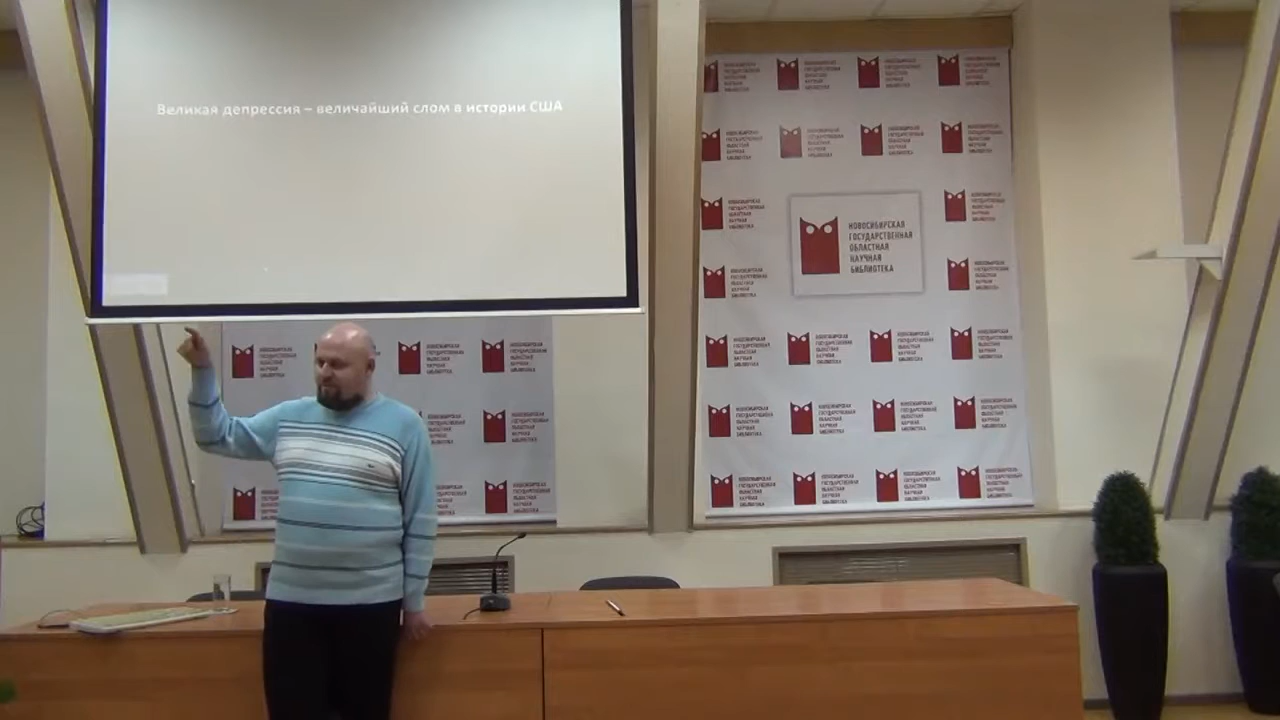 Великая депрессия – величайший слом в истории США
НОВОСИБИРСКАЯ
ГОСУДАРСТВЕННАЯ
ОБЛАСТНАЯ
НАУЧНАЯ
БИБЛИОТЕКА